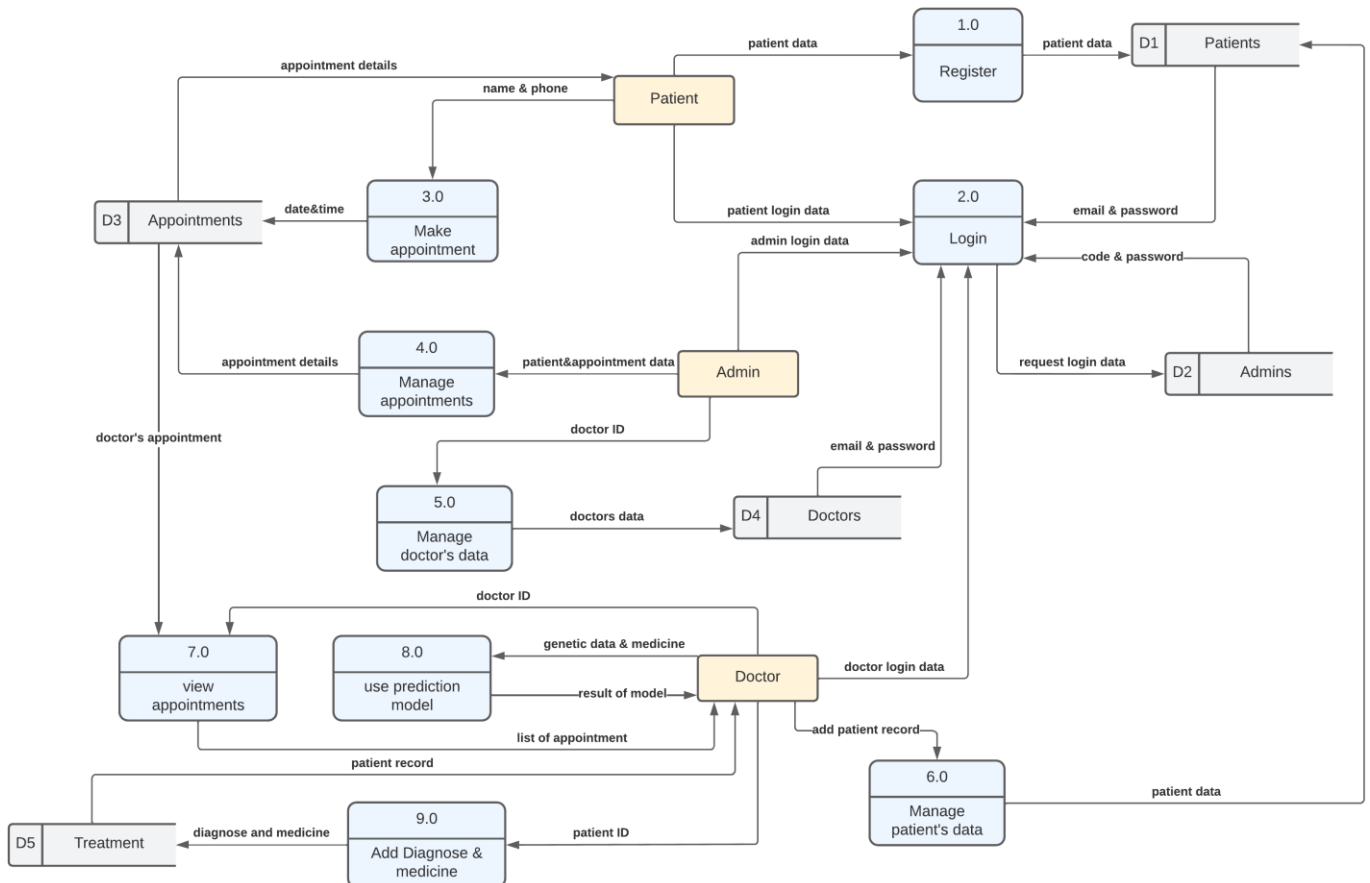 1.0
patient data
patient data
D1
Patients
Register
appointment details
name & phone
Patient
3.0
2.0
D3
Appointments
date&time
patient login data
email & password
Make
appointment
admin login data
Login
code & password
4.0
appointment details
patient&appointment data
Admin
request login data
D2
Admins
Manage
appointments
doctor ID
doctor's appointment
email & password
5.0
doctors data
D4
Doctors
Manage
doctor's data
doctor ID
7.0
8.0
genetic data & medicine
doctor login data
Doctor
view
appointments
use prediction
model
result of model
list of appointment
add patient record
patient record
6.0
patient data
Manage
patient's data
9.0
D5
Treatment
diagnose and medicine
patient ID
Add Diagnose &
medicine